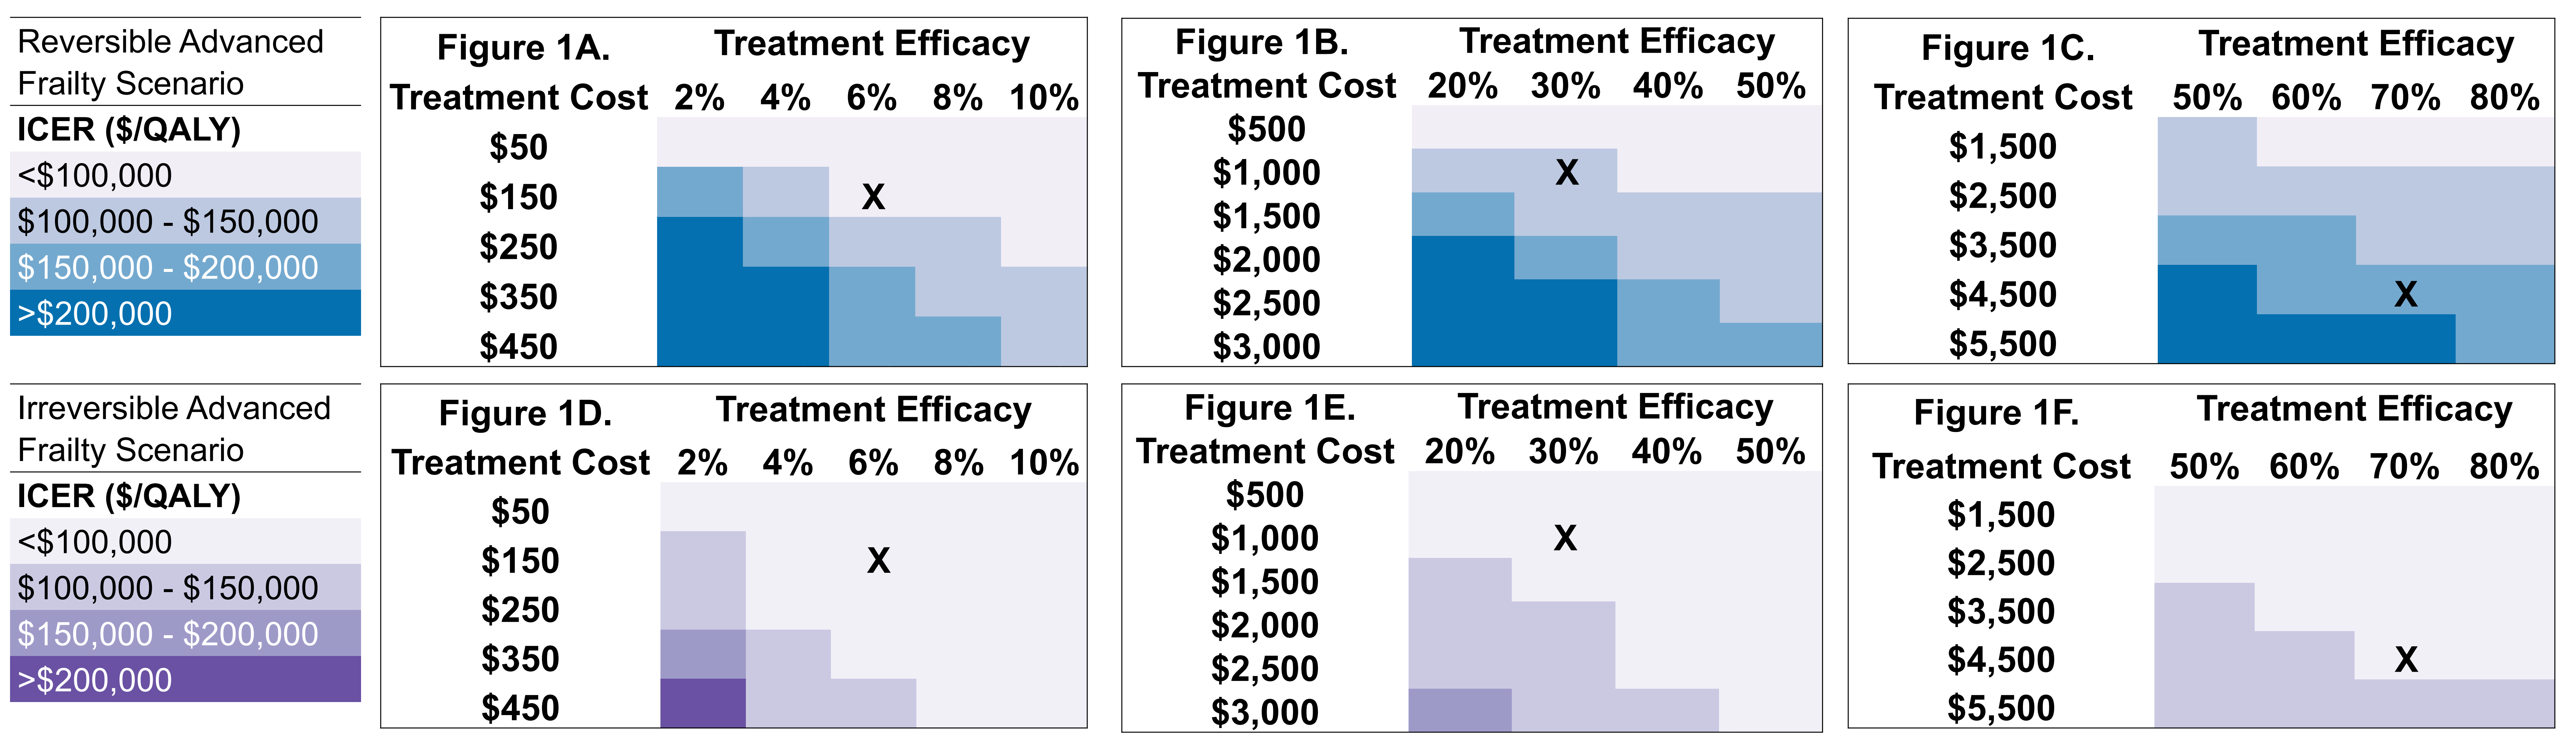 Reversible Advanced
Frailty Scenario
ICER ($/QALY)
<$100,000
$100,000 - $150,000
$150,000 - $200,000
>$200,000
Figure 1A. Treatment Efficacy
Treatment Cost 2% 4% 6% 8% 10%
$50
$150 X
$250
$350
$450
Figure 1B. Treatment Efficacy
Treatment Cost 20% 30% 40% 50%
$500
$1,000 X
$1,500
$2,000
$2,500
$3,000
Figure 1C. Treatment Efficacy
Treatment Cost 50% 60% 70% 80%
$1,500
$2,500
$3,500
$4,500 X
$5,500
Irreversible Advanced
Frailty Scenario
ICER ($/QALY)
<$100,000
$100,000 - $150,000
$150,000 - $200,000
>$200,000
Figure 1D. Treatment Efficacy
Treatment Cost 2% 4% 6% 8% 10%
$50
$150 X
$250
$350
$450
Figure 1E. Treatment Efficacy
Treatment Cost 20% 30% 40% 50%
$500
$1,000 X
$1,500
$2,000
$2,500
$3,000
Figure 1F. Treatment Efficacy
Treatment Cost 50% 60% 70% 80%
$1,500
$2,500
$3,500
$4,500 X
$5,500